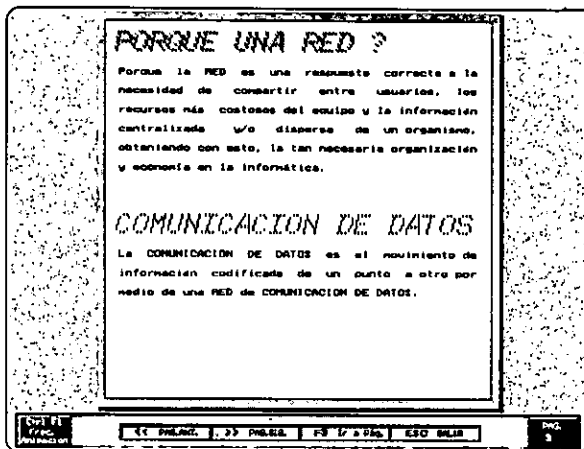 PORQUE UNA RED ?
Porque la RED es una respuesta correcta a la
necesidad de compartir entre usuarios, los
recursos más costosos del equipo y la información
centralizada y/o dispersa de un organismo,
obteniendo con esto, la tan necesaria organización
y economía en la informática.
COMUNICACION DE DATOS
La COMUNICACION DE DATOS es el movimiento de
información codificada de un punto a otro por
medio de una RED de COMUNICACION DE DATOS.
Ctrl F1 PAG.
Animacion 3
<< PAG.ANT. >> PAG.SIG. F3 Ir a Pág. ESC SALIR